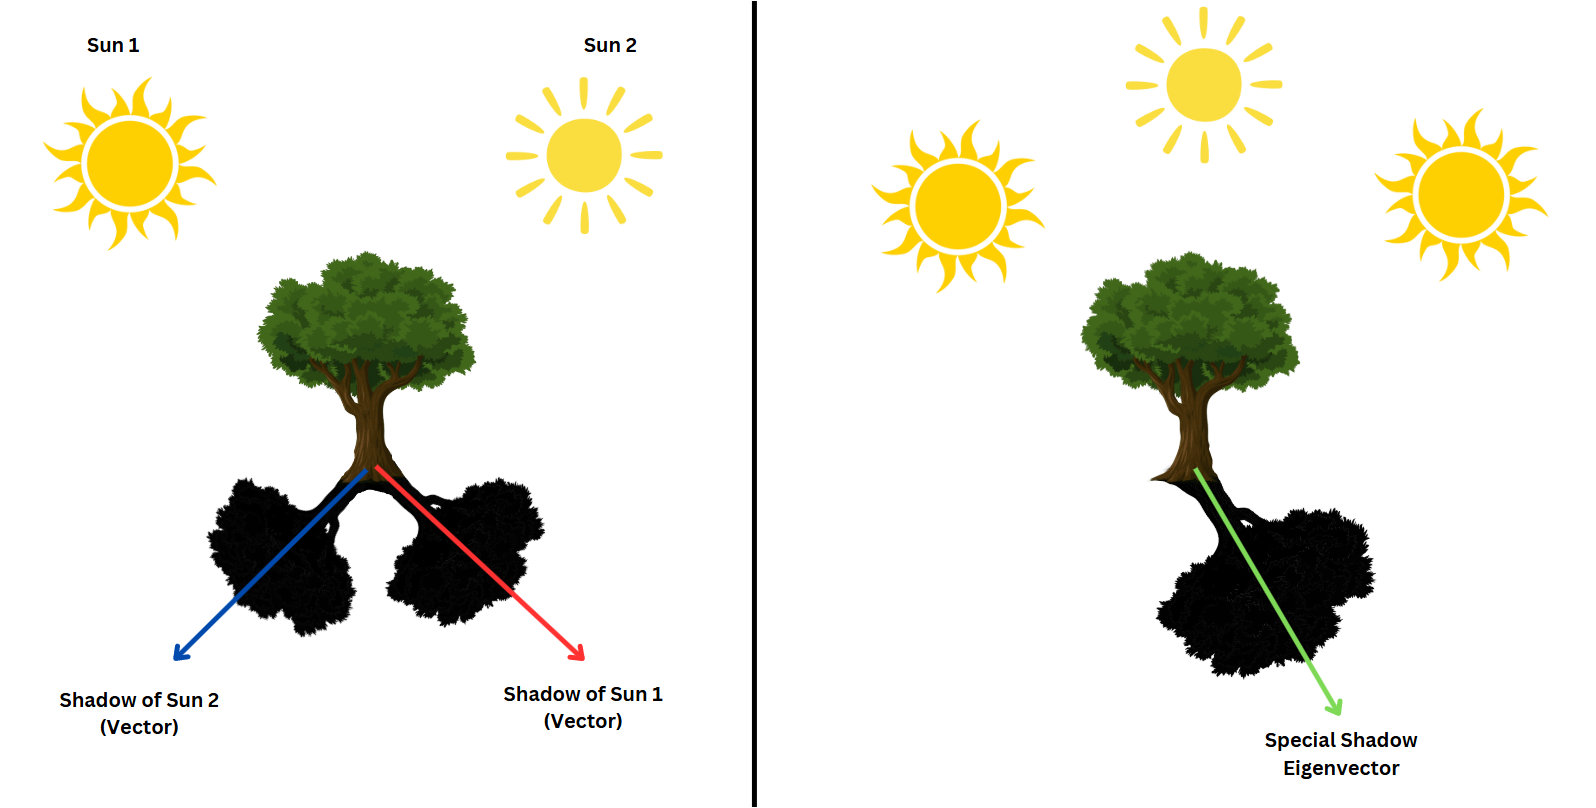 Sun 1
Sun 2
Shadow of Sun 2
(Vector)
Shadow of Sun 1
(Vector)
Special Shadow
Eigenvector